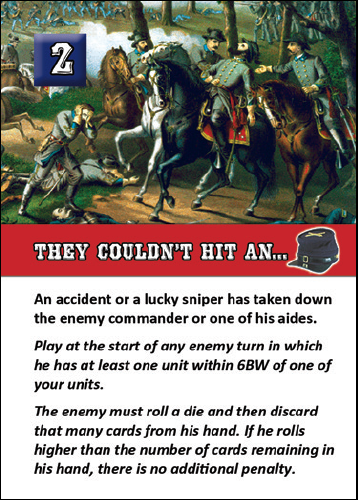 2
THEY COULDN'T HIT AN...
An accident or a lucky sniper has taken down
the enemy commander or one of his aides.
Play at the start of any enemy turn in which
he has at least one unit within 6BW of one of
your units.
The enemy must roll a die and then discard
that many cards from his hand. If he rolls
higher than the number of cards remaining in
his hand, there is no additional penalty.